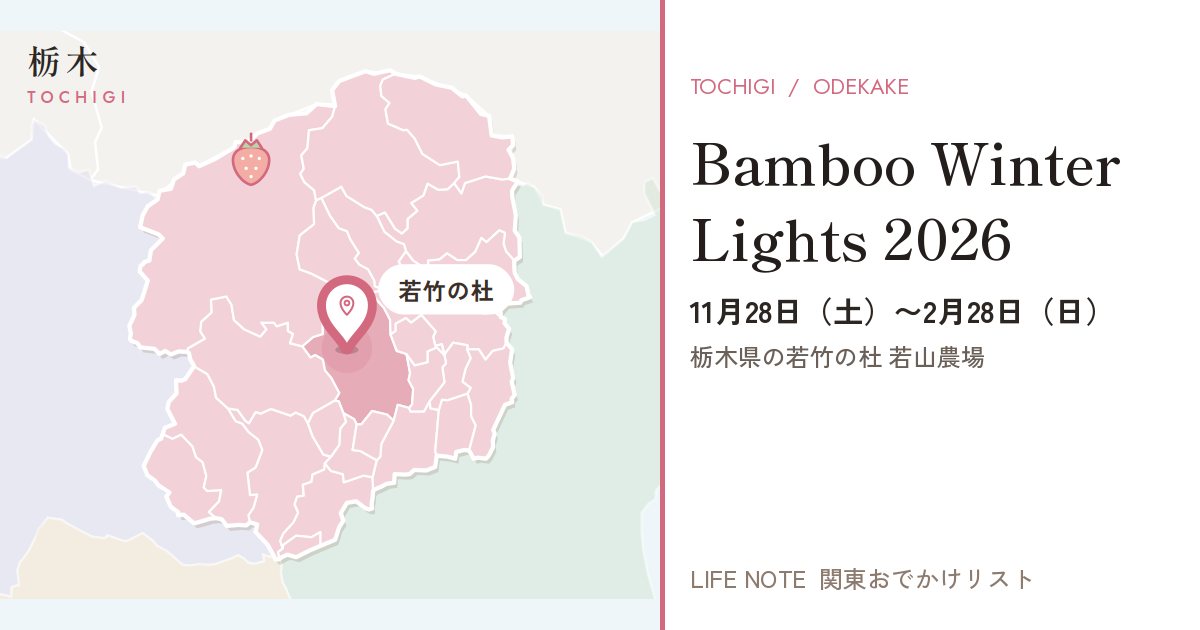 栃木
TOCHIGI
若竹の杜
TOCHIGI / ODEKAKE
Bamboo Winter
Lights 2026
11月28日（土）〜2月28日（日）
栃木県の若竹の杜 若山農場
LIFE NOTE 関東おでかけリスト